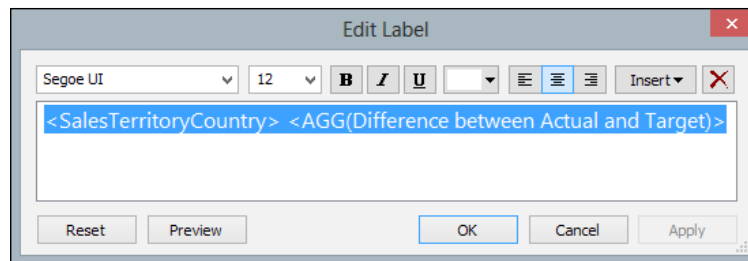 Edit Label
Segoe UI 12 B I U Insert
<SalesTerritoryCountry> <AGG(Difference between Actual and Target)>
Reset Preview OK Cancel Apply